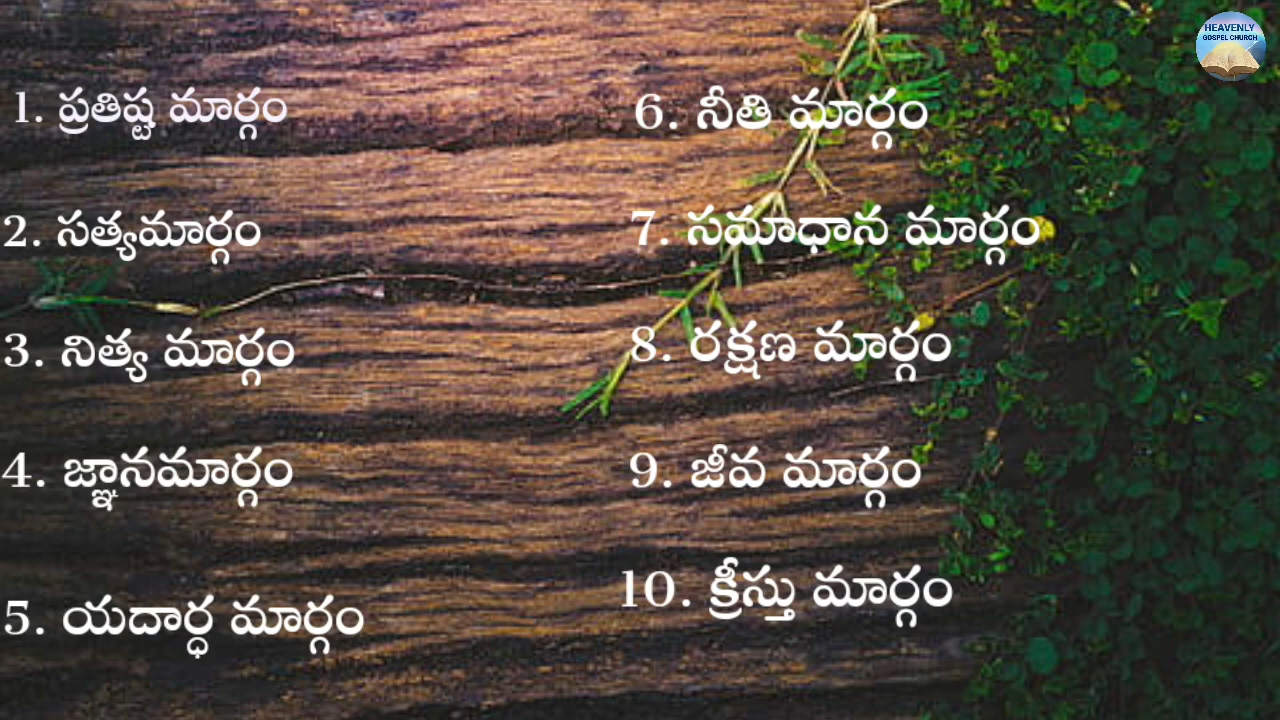 HEAVENLY
GOSPEL CHURCH
1. ప్రతిష్ట మార్గం
2. సత్యమార్గం
3. నిత్య మార్గం
4. జ్ఞానమార్గం
5. యదార్ధ మార్గం
6. నీతి మార్గం
7. సమాధాన మార్గం
8. రక్షణ మార్గం
9. జీవ మార్గం
10. క్రీస్తు మార్గం